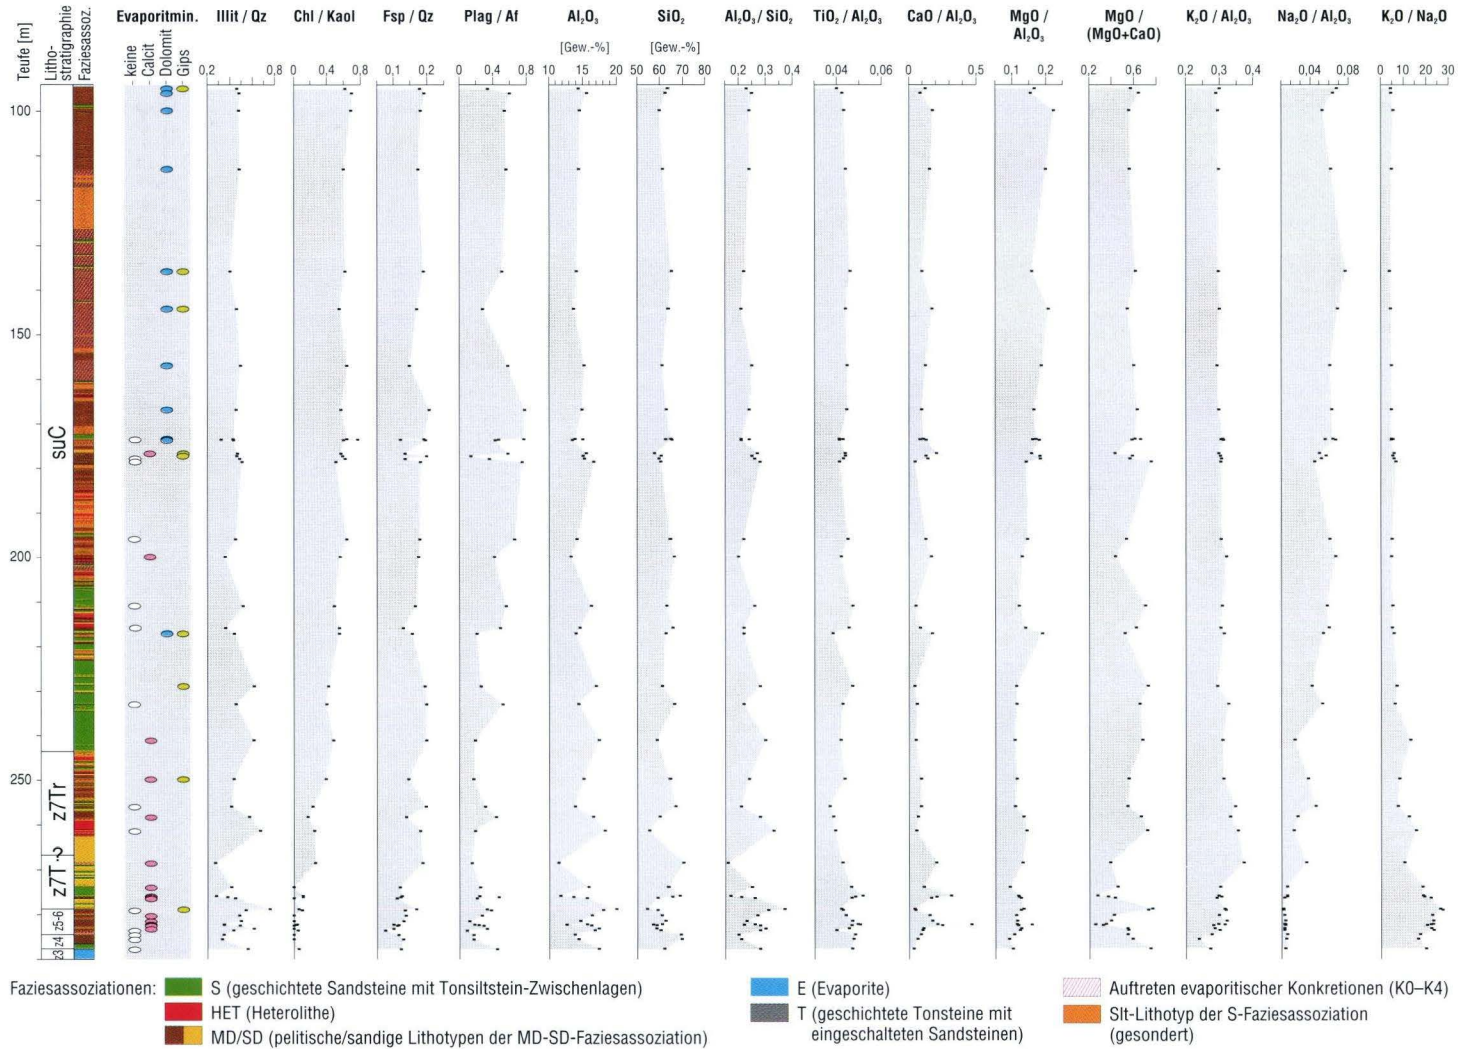 Teufe [m]
Litho-
stratigraphie
Faziesassoz.
Evaporitmin.
keine
Calcit
Dolomit
Gips
Illit / Qz
0,2 0,8
Chl / Kaol
0 0,4 0,8
Fsp / Qz
0,1 0,2
Plag / Af
0 0,4 0,8
Al₂O₃
[Gew.-%]
10 15 20
SiO₂
[Gew.-%]
50 60 70 80
Al₂O₃ / SiO₂
0,2 0,3 0,4
TiO₂ / Al₂O₃
0,04 0,06
CaO / Al₂O₃
0 0,5
MgO /
Al₂O₃
0,1 0,2
MgO /
(MgO+CaO)
0,2 0,6
K₂O / Al₂O₃
0,2 0,3 0,4
Na₂O / Al₂O₃
0,04 0,08
K₂O / Na₂O
0 10 20 30
100
150
200
250
suC
z7Tr
?
z7T
z5-6
z4
z3
Faziesassoziationen:
S (geschichtete Sandsteine mit Tonsiltstein-Zwischenlagen)
HET (Heterolithe)
MD/SD (pelitische/sandige Lithotypen der MD-SD-Faziesassoziation)
E (Evaporite)
T (geschichtete Tonsteine mit
eingeschalteten Sandsteinen)
Auftreten evaporitischer Konkretionen (K0–K4)
Slt-Lithotyp der S-Faziesassoziation
(gesondert)